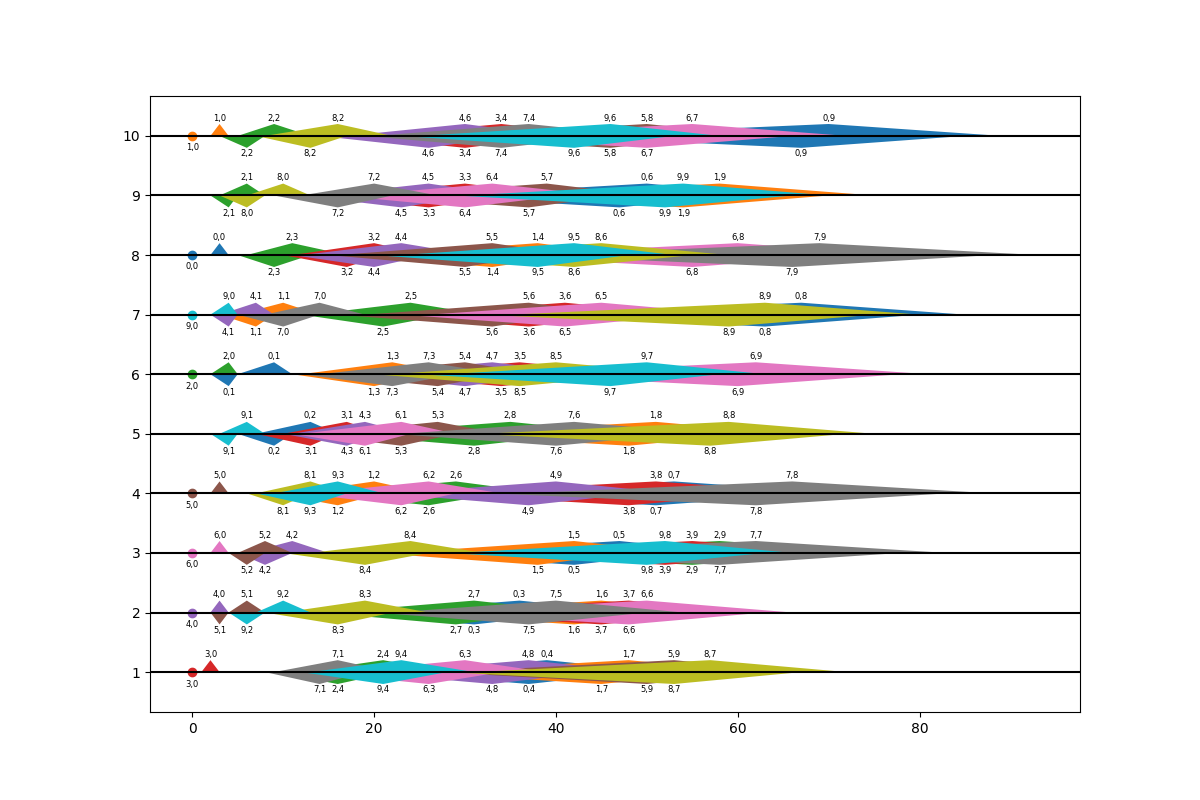 1,0 2,2 8,2 4,6 3,4 7,4 9,6 5,8 6,7 0,9
10
1,0 2,2 8,2 4,6 3,4 7,4 9,6 5,8 6,7 0,9
2,1 8,0 7,2 4,5 3,3 6,4 5,7 0,6 9,9 1,9
9
2,1 8,0 7,2 4,5 3,3 6,4 5,7 0,6 9,9 1,9
0,0 2,3 3,2 4,4 5,5 1,4 9,5 8,6 6,8 7,9
8
0,0 2,3 3,2 4,4 5,5 1,4 9,5 8,6 6,8 7,9
9,0 4,1 1,1 7,0 2,5 5,6 3,6 6,5 8,9 0,8
7
9,0 4,1 1,1 7,0 2,5 5,6 3,6 6,5 8,9 0,8
2,0 0,1 1,3 7,3 5,4 4,7 3,5 8,5 9,7 6,9
6
2,0 0,1 1,3 7,3 5,4 4,7 3,5 8,5 9,7 6,9
9,1 0,2 3,1 4,3 6,1 5,3 2,8 7,6 1,8 8,8
5
9,1 0,2 3,1 4,3 6,1 5,3 2,8 7,6 1,8 8,8
5,0 8,1 9,3 1,2 6,2 2,6 4,9 3,8 0,7 7,8
4
5,0 8,1 9,3 1,2 6,2 2,6 4,9 3,8 0,7 7,8
6,0 5,2 4,2 8,4 1,5 0,5 9,8 3,9 2,9 7,7
3
6,0 5,2 4,2 8,4 1,5 0,5 9,8 3,9 2,9 7,7
4,0 5,1 9,2 8,3 2,7 0,3 7,5 1,6 3,7 6,6
2
4,0 5,1 9,2 8,3 2,7 0,3 7,5 1,6 3,7 6,6
3,0 7,1 2,4 9,4 6,3 4,8 0,4 1,7 5,9 8,7
1
3,0 7,1 2,4 9,4 6,3 4,8 0,4 1,7 5,9 8,7
0 20 40 60 80